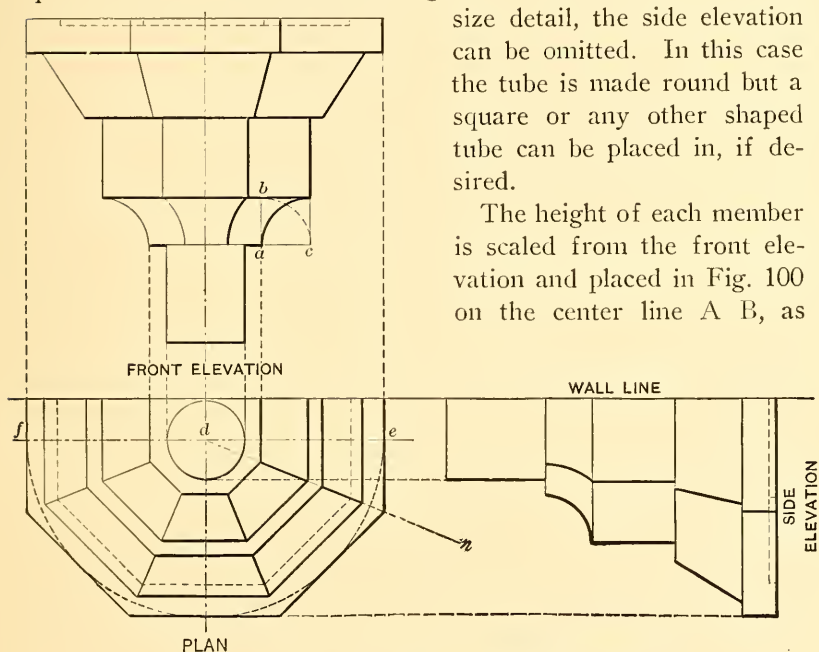 size detail, the side elevation
can be omitted. In this case
the tube is made round but a
square or any other shaped
tube can be placed in, if de-
sired.
The height of each member
is scaled from the front ele-
vation and placed in Fig. 100
on the center line A B, as
b
a
c
FRONT ELEVATION
WALL LINE
f
d
e
n
SIDE
ELEVATION
PLAN